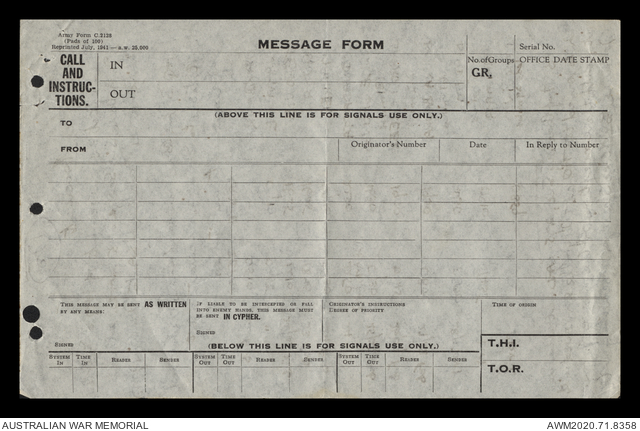 Army Form C.2128
(Pads of 100)
Reprinted July, 1941—s.w. 25,000
MESSAGE FORM
Serial No.
CALL
AND
INSTRUC-
TIONS.
IN
OUT
No. of Groups
GR.
OFFICE DATE STAMP
(ABOVE THIS LINE IS FOR SIGNALS USE ONLY.)
TO
FROM
Originator's Number
Date
In Reply to Number
THIS MESSAGE MAY BE SENT AS WRITTEN
BY ANY MEANS:
SIGNED
IF LIABLE TO BE INTERCEPTED OR FALL
INTO ENEMY HANDS, THIS MESSAGE MUST
BE SENT IN CYPHER.
SIGNED
ORIGINATOR'S INSTRUCTIONS
DEGREE OF PRIORITY
TIME OF ORIGIN
(BELOW THIS LINE IS FOR SIGNALS USE ONLY.)
T.H.I.
T.O.R.
SYSTEM IN
TIME IN
READER
SENDER
SYSTEM OUT
TIME OUT
READER
SENDER
SYSTEM OUT
TIME OUT
READER
SENDER
AUSTRALIAN WAR MEMORIAL
AWM2020.71.8358